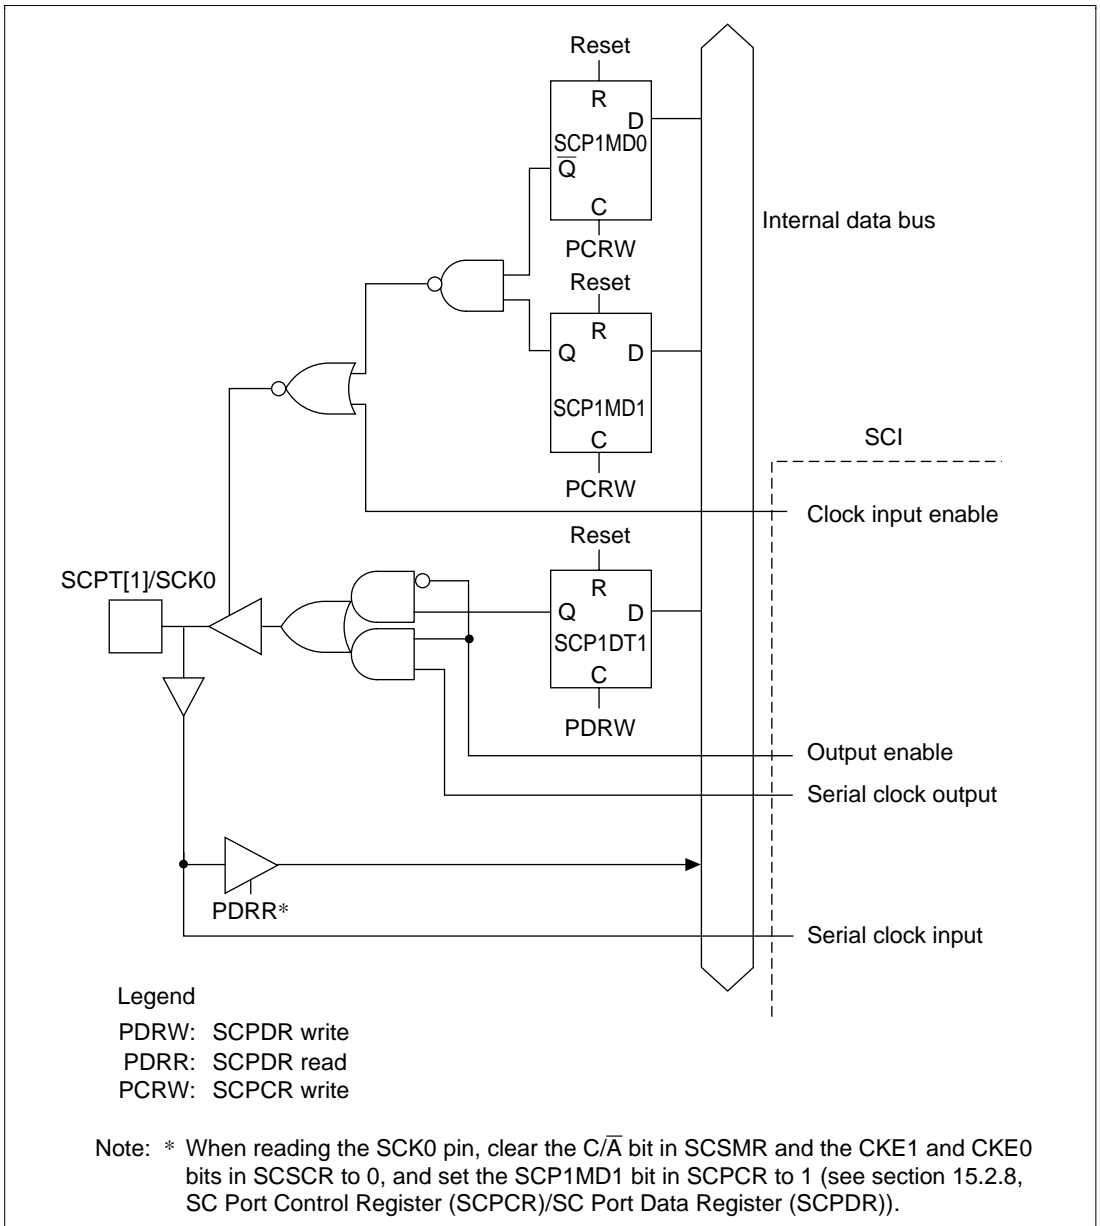 Reset
R
D
SCP1MD0
Q̅
C
PCRW
Internal data bus
Reset
R
Q
D
SCP1MD1
C
PCRW
SCI
Clock input enable
Reset
SCPT[1]/SCK0
R
Q
D
SCP1DT1
C
PDRW
Output enable
Serial clock output
PDRR*
Serial clock input
Legend
PDRW: SCPDR write
PDRR: SCPDR read
PCRW: SCPCR write
Note: * When reading the SCK0 pin, clear the C/A̅ bit in SCSMR and the CKE1 and CKE0
bits in SCSCR to 0, and set the SCP1MD1 bit in SCPCR to 1 (see section 15.2.8,
SC Port Control Register (SCPCR)/SC Port Data Register (SCPDR)).